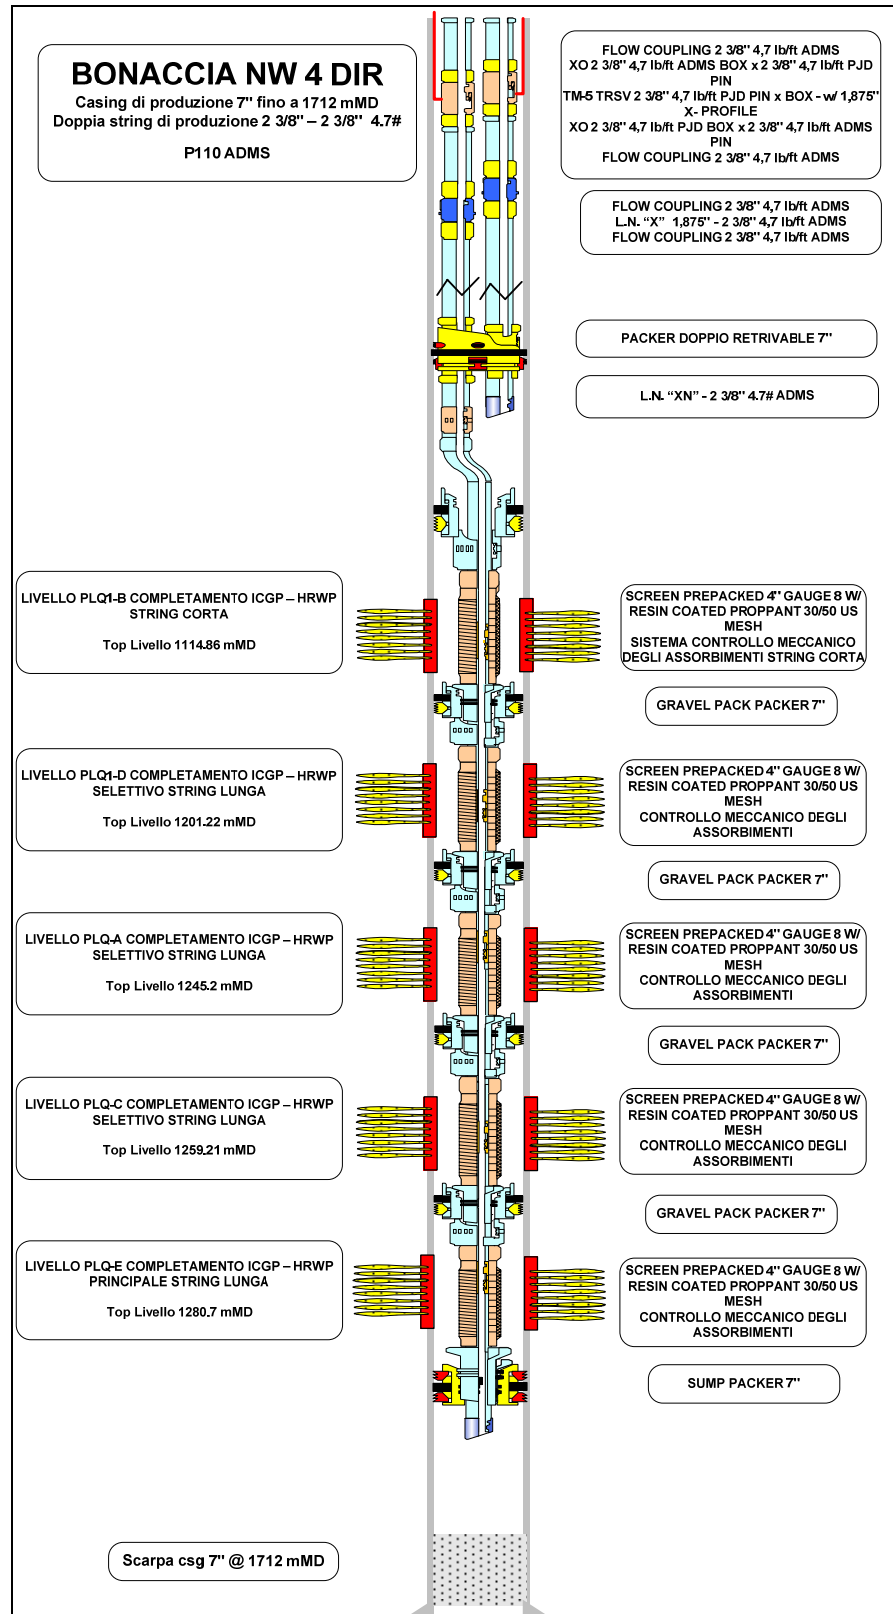 BONACCIA NW 4 DIR
Casing di produzione 7" fino a 1712 mMD
Doppia string di produzione 2 3/8" – 2 3/8" 4.7#
P110 ADMS
FLOW COUPLING 2 3/8" 4,7 lb/ft ADMS
XO 2 3/8" 4,7 lb/ft ADMS BOX x 2 3/8" 4,7 lb/ft PJD
PIN
TM-5 TRSV 2 3/8" 4,7 lb/ft PJD PIN x BOX - w/ 1,875"
X- PROFILE
XO 2 3/8" 4,7 lb/ft PJD BOX x 2 3/8" 4,7 lb/ft ADMS
PIN
FLOW COUPLING 2 3/8" 4,7 lb/ft ADMS
FLOW COUPLING 2 3/8" 4,7 lb/ft ADMS
L.N. “X” 1,875" - 2 3/8" 4,7 lb/ft ADMS
FLOW COUPLING 2 3/8" 4,7 lb/ft ADMS
PACKER DOPPIO RETRIVABLE 7"
L.N. “XN” - 2 3/8" 4.7# ADMS
LIVELLO PLQ1-B COMPLETAMENTO ICGP – HRWP
STRING CORTA
Top Livello 1114.86 mMD
SCREEN PREPACKED 4" GAUGE 8 W/
RESIN COATED PROPPANT 30/50 US
MESH
SISTEMA CONTROLLO MECCANICO
DEGLI ASSORBIMENTI STRING CORTA
GRAVEL PACK PACKER 7"
LIVELLO PLQ1-D COMPLETAMENTO ICGP – HRWP
SELETTIVO STRING LUNGA
Top Livello 1201.22 mMD
SCREEN PREPACKED 4" GAUGE 8 W/
RESIN COATED PROPPANT 30/50 US
MESH
CONTROLLO MECCANICO DEGLI
ASSORBIMENTI
GRAVEL PACK PACKER 7"
LIVELLO PLQ-A COMPLETAMENTO ICGP – HRWP
SELETTIVO STRING LUNGA
Top Livello 1245.2 mMD
SCREEN PREPACKED 4" GAUGE 8 W/
RESIN COATED PROPPANT 30/50 US
MESH
CONTROLLO MECCANICO DEGLI
ASSORBIMENTI
GRAVEL PACK PACKER 7"
LIVELLO PLQ-C COMPLETAMENTO ICGP – HRWP
SELETTIVO STRING LUNGA
Top Livello 1259.21 mMD
SCREEN PREPACKED 4" GAUGE 8 W/
RESIN COATED PROPPANT 30/50 US
MESH
CONTROLLO MECCANICO DEGLI
ASSORBIMENTI
GRAVEL PACK PACKER 7"
LIVELLO PLQ-E COMPLETAMENTO ICGP – HRWP
PRINCIPALE STRING LUNGA
Top Livello 1280.7 mMD
SCREEN PREPACKED 4" GAUGE 8 W/
RESIN COATED PROPPANT 30/50 US
MESH
CONTROLLO MECCANICO DEGLI
ASSORBIMENTI
SUMP PACKER 7"
Scarpa csg 7" @ 1712 mMD